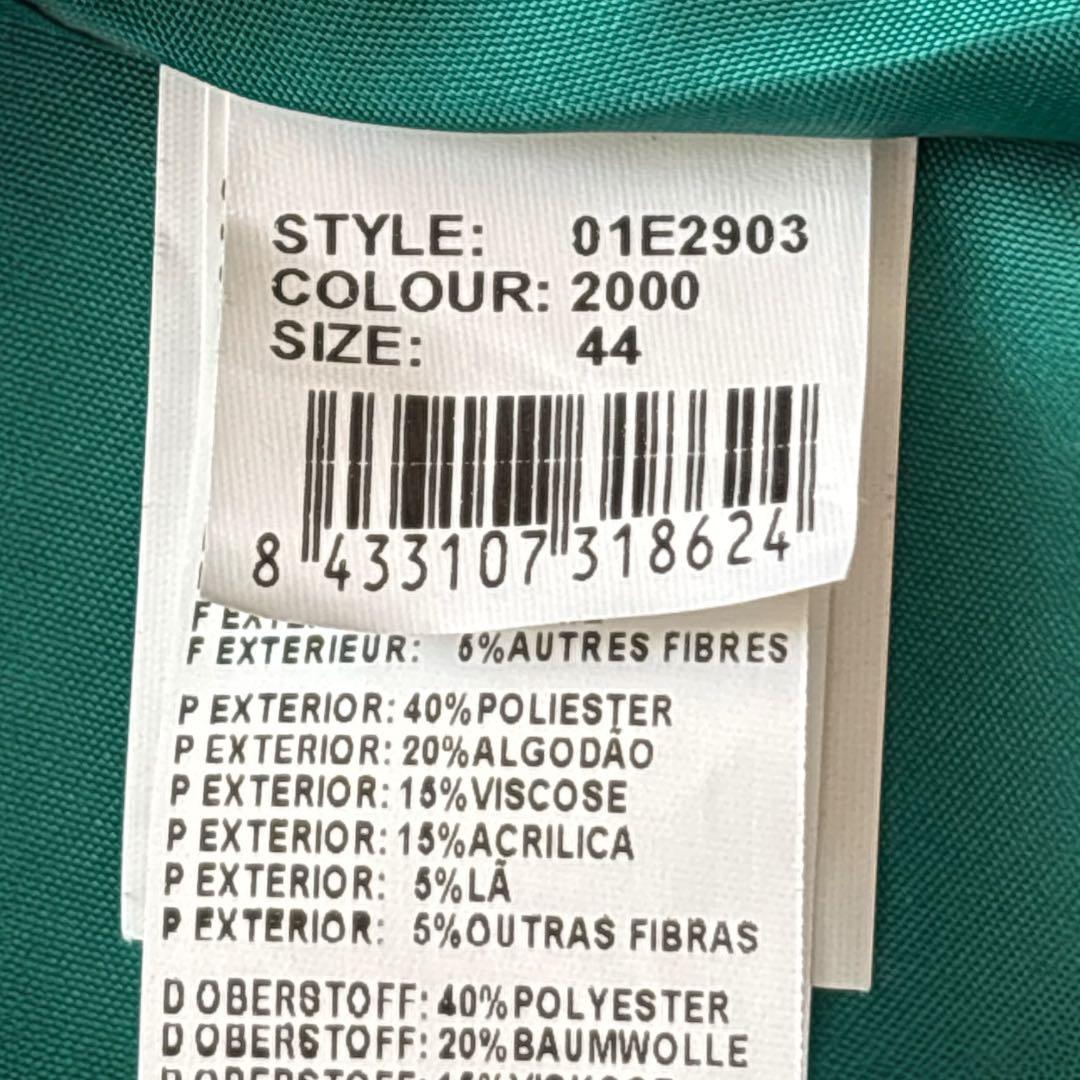 STYLE: 01E2903
COLOUR: 2000
SIZE: 44
8 433107 318624
F EXTERIEUR: 5%AUTRES FIBRES
P EXTERIOR: 40%POLIESTER
P EXTERIOR: 20%ALGODÃO
P EXTERIOR: 15%VISCOSE
P EXTERIOR: 15%ACRILICA
P EXTERIOR: 5%LÃ
P EXTERIOR: 5%OUTRAS FIBRAS
D OBERSTOFF: 40%POLYESTER
D OBERSTOFF: 20%BAUMWOLLE